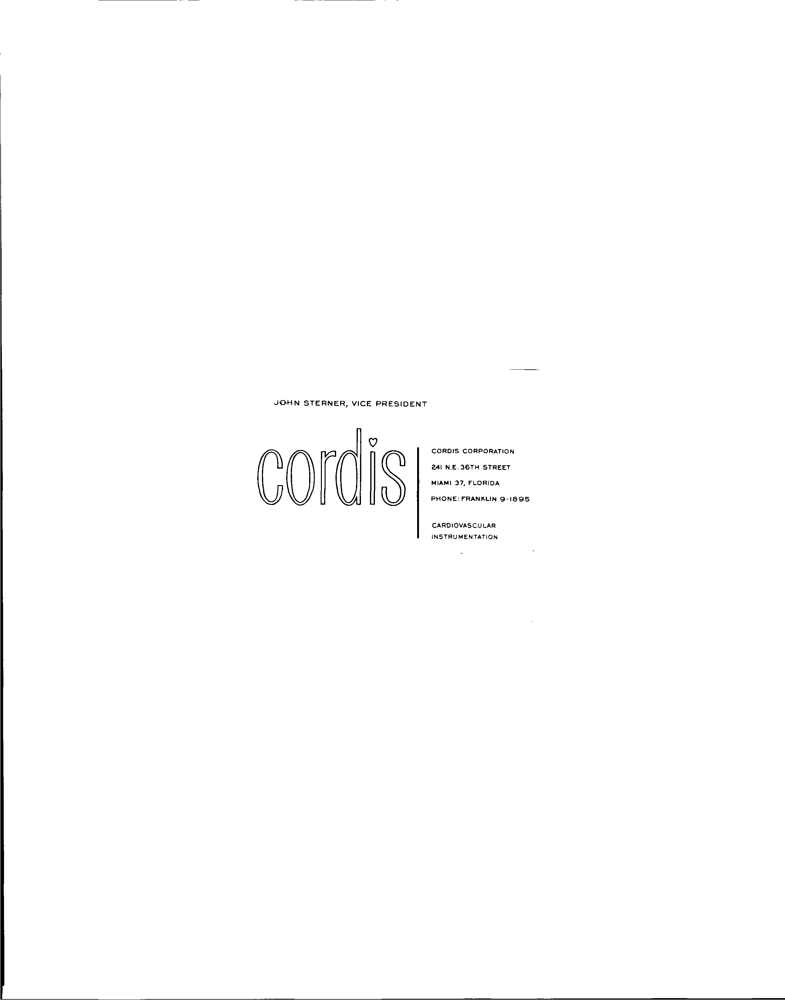 JOHN STERNER, VICE PRESIDENT
cordis
CORDIS CORPORATION
241 N.E. 36TH STREET
MIAMI 37, FLORIDA
PHONE: FRANKLIN 9-1895
CARDIOVASCULAR
INSTRUMENTATION